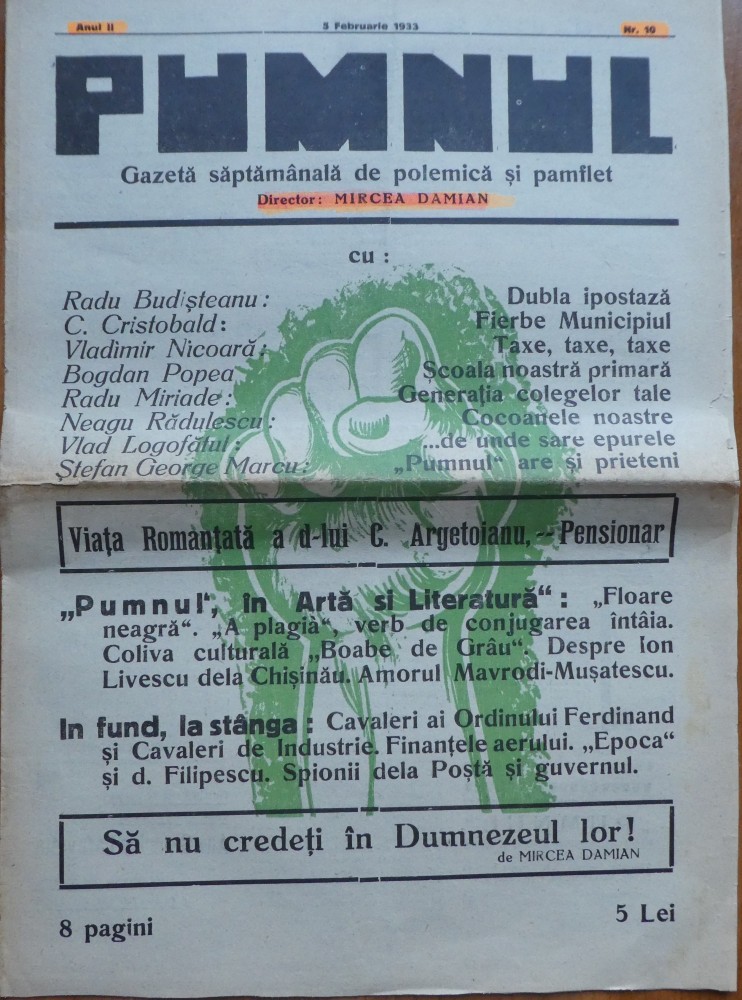 Anul II 5 Februarie 1933 Nr. 10
PUMNUL
Gazetă săptămânală de polemică și pamflet
Director: MIRCEA DAMIAN
cu :
Radu Budișteanu: Dubla ipostază
C. Cristobald: Fierbe Municipiul
Vladimir Nicoară: Taxe, taxe, taxe
Bogdan Popea Școala noastră primară
Radu Miriade: Generația colegelor tale
Neagu Rădulescu: Cocoanele noastre
Vlad Logofătul: ...de unde sare epurele
Ștefan George Marcu: „Pumnul“ are și prieteni
Viața Romanțată a d-lui C. Argetoianu,-- Pensionar
„Pumnul“, în Artă si Literatură“ : „Floare
neagră“. „A plagià“, verb de conjugarea întâia.
Coliva culturală „Boabe de Grâu“. Despre Ion
Livescu dela Chișinău. Amorul Mavrodi-Mușatescu.
In fund, la stânga : Cavaleri ai Ordinului Ferdinand
și Cavaleri de Industrie. Finanțele aerului. „Epoca“
și d. Filipescu. Spionii dela Poștă și guvernul.
Să nu credeți în Dumnezeul lor!
de MIRCEA DAMIAN
8 pagini 5 Lei